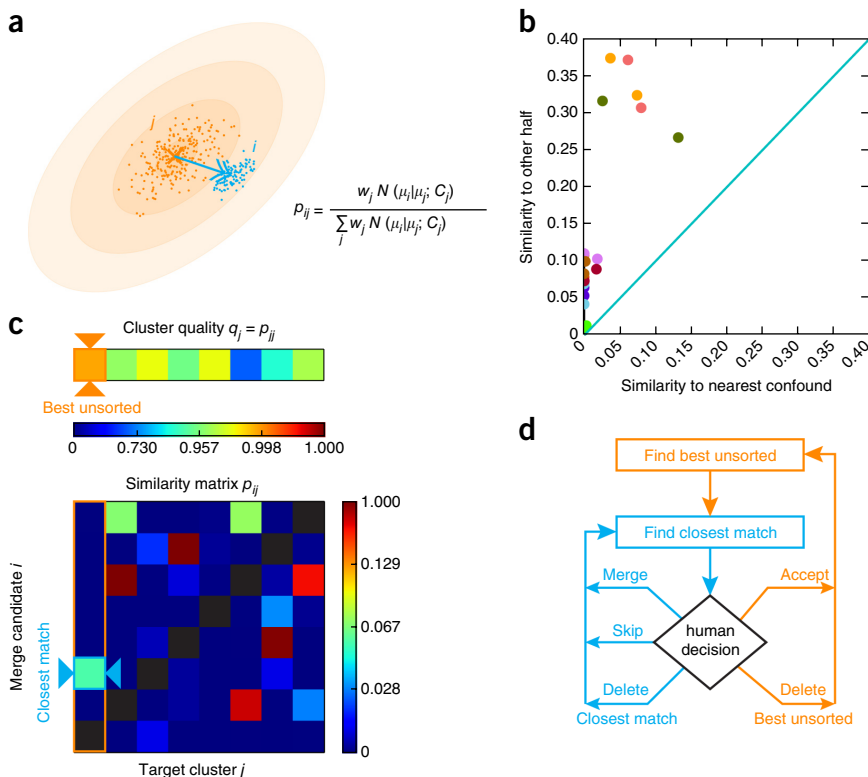 a
j
i
p_ij = w_j N (μ_i|μ_j; C_j)
∑_j w_j N (μ_i|μ_j; C_j)
b
Similarity to other half
0.40
0.35
0.30
0.25
0.20
0.15
0.10
0.05
0
0 0.05 0.10 0.15 0.20 0.25 0.30 0.35 0.40
Similarity to nearest confound
c
Cluster quality q_j = p_jj
Best unsorted
0 0.730 0.957 0.998 1.000
Similarity matrix p_ij
Merge candidate i
Closest match
1.000
0.129
0.067
0.028
0
Target cluster j
d
Find best unsorted
Find closest match
Merge
Accept
human
decision
Skip
Delete
Delete
Closest match
Best unsorted